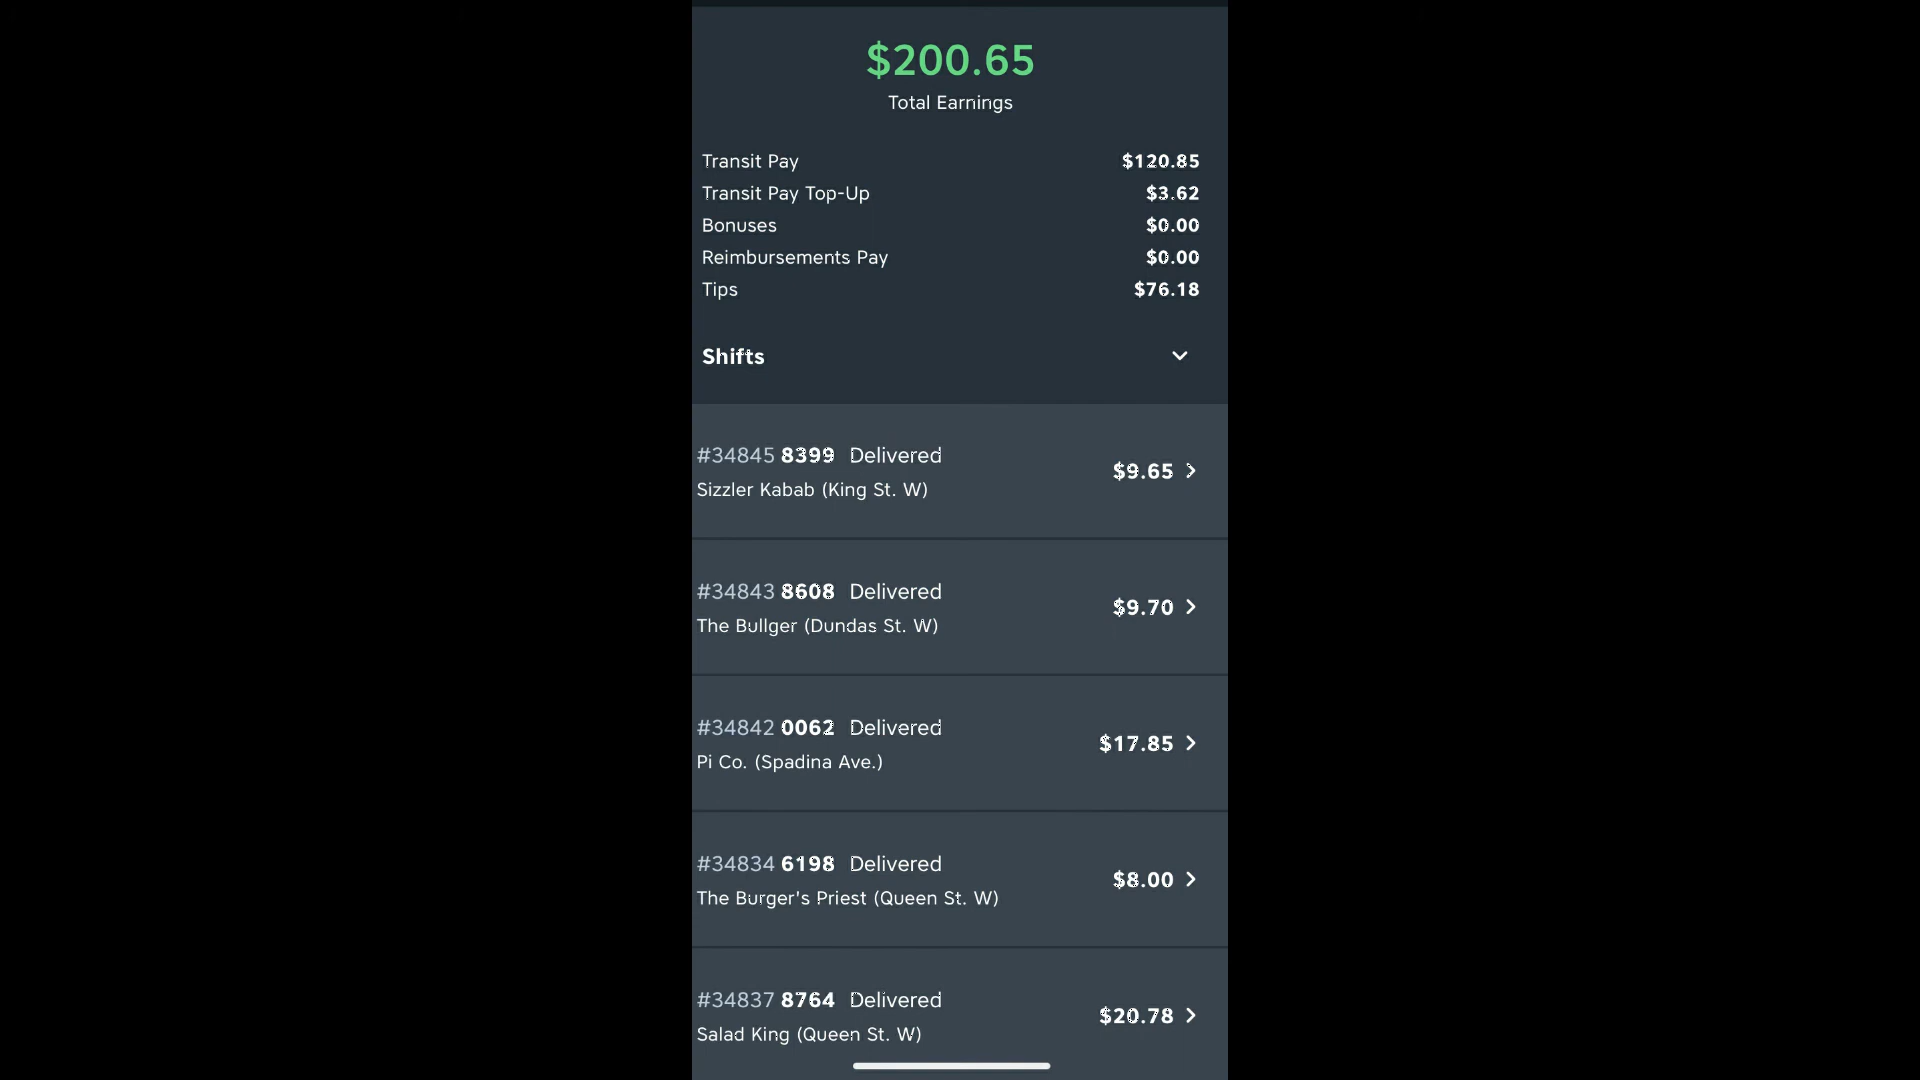 $200.65
Total Earnings
Transit Pay $120.85
Transit Pay Top-Up $3.62
Bonuses $0.00
Reimbursements Pay $0.00
Tips $76.18
Shifts
#34845 8399 Delivered
$9.65
Sizzler Kabab (King St. W)
#34843 8608 Delivered
$9.70
The Bullger (Dundas St. W)
#34842 0062 Delivered
$17.85
Pi Co. (Spadina Ave.)
#34834 6198 Delivered
$8.00
The Burger's Priest (Queen St. W)
#34837 8764 Delivered
$20.78
Salad King (Queen St. W)